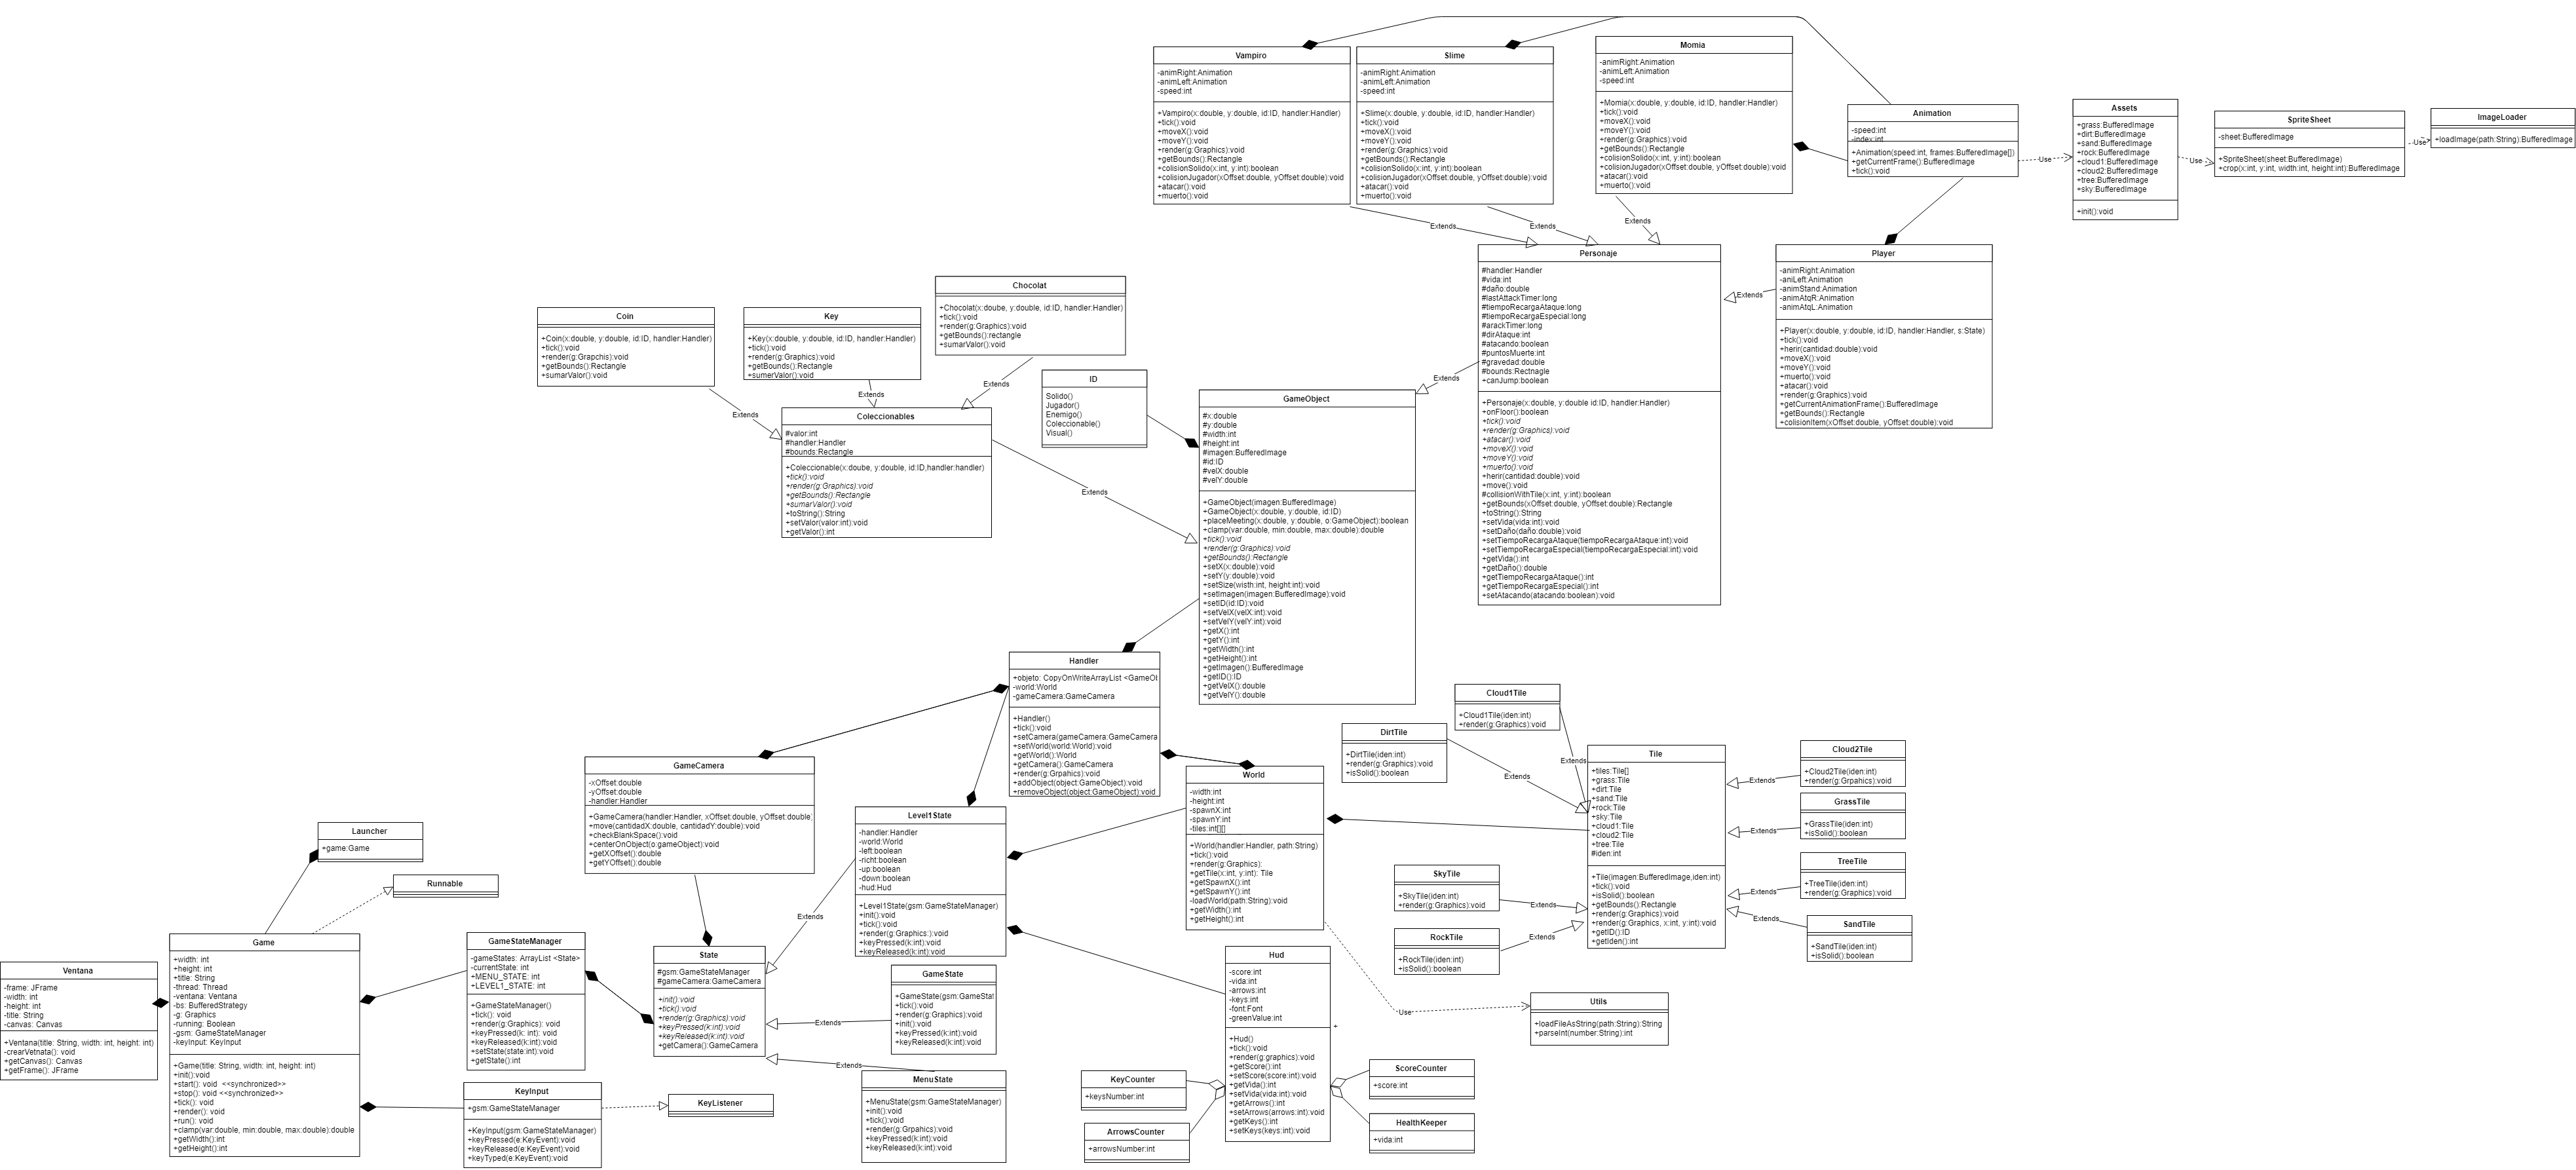 Vampiro
-animRight:Animation
-animLeft:Animation
-speed:int
+Vampiro(x:double, y:double, id:ID, handler:Handler)
+tick():void
+moveX():void
+moveY():void
+render(g:Graphics):void
+getBounds():Rectangle
+colisionSolido(x:int, y:int):boolean
+colisionJugador(xOffset:double, yOffset:double):void
+atacar():void
+muerto():void
Slime
-animRight:Animation
-animLeft:Animation
-speed:int
+Slime(x:double, y:double, id:ID, handler:Handler)
+tick():void
+moveX():void
+moveY():void
+render(g:Graphics):void
+getBounds():Rectangle
+colisionSolido(x:int, y:int):boolean
+colisionJugador(xOffset:double, yOffset:double):void
+atacar():void
+muerto():void
Momia
-animRight:Animation
-animLeft:Animation
-speed:int
+Momia(x:double, y:double, id:ID, handler:Handler)
+tick():void
+moveX():void
+moveY():void
+render(g:Graphics):void
+getBounds():Rectangle
+colisionSolido(x:int, y:int):boolean
+colisionJugador(xOffset:double, yOffset:double):void
+atacar():void
+muerto():void
Animation
-speed:int
-index:int
+Animation(speed:int, frames:BufferedImage[])
+getCurrentFrame():BufferedImage
+tick():void
Use
Assets
+grass:BufferedImage
+dirt:BufferedImage
+sand:BufferedImage
+rock:BufferedImage
+cloud1:BufferedImage
+cloud2:BufferedImage
+tree:BufferedImage
+sky:BufferedImage
+init():void
Use
SpriteSheet
-sheet:BufferedImage
+SpriteSheet(sheet:BufferedImage)
+crop(x:int, y:int, width:int, height:int):BufferedImage
Use
ImageLoader
+loadImage(path:String):BufferedImage
Extends
Extends
Extends
Personaje
#handler:Handler
#vida:int
#daño:double
#lastAttackTimer:long
#tiempoRecargaAtaque:long
#tiempoRecargaEspecial:long
#arackTimer:long
#dirAtaque:int
#atacando:boolean
#puntosMuerte:int
#gravedad:double
#bounds:Rectnagle
+canJump:boolean
+Personaje(x:double, y:double id:ID, handler:Handler)
+onFloor():boolean
+tick():void
+render(g:Graphics):void
+atacar():void
+moveX():void
+moveY():void
+muerto():void
+herir(cantidad:double):void
+move():void
#collisionWithTile(x:int, y:int):boolean
+getBounds(xOffset:double, yOffset:double):Rectangle
+toString():String
+setVida(vida:int):void
+setDaño(daño:double):void
+setTiempoRecargaAtaque(tiempoRecargaAtaque:int):void
+setTiempoRecargaEspecial(tiempoRecargaEspecial:int):void
+getVida():int
+getDaño():double
+getTiempoRecargaAtaque():int
+getTiempoRecargaEspecial():int
+setAtacando(atacando:boolean):void
Extends
Player
-animRight:Animation
-aniLeft:Animation
-animStand:Animation
-animAtqR:Animation
-animAtqL:Animation
+Player(x:double, y:double, id:ID, handler:Handler, s:State)
+tick():void
+herir(cantidad:double):void
+moveX():void
+moveY():void
+muerto():void
+atacar():void
+render(g:Graphics):void
+getCurrentAnimationFrame():BufferedImage
+getBounds():Rectangle
+colisionItem(xOffset:double, yOffset:double):void
Coin
+Coin(x:double, y:double, id:ID, handler:Handler)
+tick():void
+render(g:Grapchis):void
+getBounds():Rectangle
+sumarValor():void
Key
+Key(x:double, y:double, id:ID, handler:Handler)
+tick():void
+render(g:Graphics):void
+getBounds():Rectangle
+sumerValor():void
Chocolat
+Chocolat(x:doube, y:double, id:ID, handler:Handler)
+tick():void
+render(g:Graphics):void
+getBounds():rectangle
+sumarValor():void
Extends
Extends
Extends
Coleccionables
#valor:int
#handler:Handler
#bounds:Rectangle
+Coleccionable(x:doube, y:double, id:ID,handler:handler)
+tick():void
+render(g:Graphics):void
+getBounds():Rectangle
+sumarValor():void
+toString():String
+setValor(valor:int):void
+getValor():int
Extends
ID
Solido()
Jugador()
Enemigo()
Coleccionable()
Visual()
Extends
GameObject
#x:double
#y:double
#width:int
#height:int
#imagen:BufferedImage
#id:ID
#velX:double
#velY:double
+GameObject(imagen:BufferedImage)
+GameObject(x:double, y:double, id:ID)
+placeMeeting(x:double, y:double, o:GameObject):boolean
+clamp(var:double, min:double, max:double):double
+tick():void
+render(g:Graphics):void
+getBounds():Rectangle
+setX(x:double):void
+setY(y:double):void
+setSize(wisth:int, height:int):void
+setImagen(imagen:BufferedImage):void
+setID(id:ID):void
+setVelX(velX:int):void
+setVelY(velY:int):void
+getX():int
+getY():int
+getWidth():int
+getHeight():int
+getImagen():BufferedImage
+getID():ID
+getVelX():double
+getVelY():double
Handler
+objeto: CopyOnWriteArrayList <GameOb
-world:World
-gameCamera:GameCamera
+Handler()
+tick():void
+setCamera(gameCamera:GameCamera
+setWorld(world:World):void
+getWorld():World
+getCamera():GameCamera
+render(g:Grpahics):void
+addObject(object:GameObject):void
+removeObject(object:GameObject):void
GameCamera
-xOffset:double
-yOffset:double
-handler:Handler
+GameCamera(handler:Handler, xOffset:double, yOffset:double)
+move(cantidadX:double, cantidadY:double):void
+checkBlankSpace():void
+centerOnObject(o:gameObject):void
+getXOffset():double
+getYOffset():double
Level1State
-handler:Handler
-world:World
-left:boolean
-richt:boolean
-up:boolean
-down:boolean
-hud:Hud
+Level1State(gsm:GameStateManager)
+init():void
+tick():void
+render(g:Graphics:):void
+keyPressed(k:int):void
+keyReleased(k:int):void
World
-width:int
-height:int
-spawnX:int
-spawnY:int
-tiles:int[][]
+World(handler:Handler, path:String)
+tick():void
+render(g:Graphics):
+getTile(x:int, y:int): Tile
+getSpawnX():int
+getSpawnY():int
-loadWorld(path:String):void
+getWidth():int
+getHeight():int
Cloud1Tile
+Cloud1Tile(iden:int)
+render(g:Graphics):void
DirtTile
+DirtTile(iden:int)
+render(g:Graphics):void
+isSolid():boolean
Extends
Extends
Tile
+tiles:Tile[]
+grass:Tile
+dirt:Tile
+sand:Tile
+rock:Tile
+sky:Tile
+cloud1:Tile
+cloud2:Tile
+tree:Tile
#iden:int
+Tile(imagen:BufferedImage,iden:int)
+tick():void
+isSolid():boolean
+getBounds():Rectangle
+render(g:Graphics):void
+render(g:Graphics, x:int, y:int):void
+getID():ID
+getIden():int
Extends
Cloud2Tile
+Cloud2Tile(iden:int)
+render(g:Grpahics):void
Extends
GrassTile
+GrassTile(iden:int)
+isSolid():boolean
Extends
TreeTile
+TreeTile(iden:int)
+render(g:Graphics):void
Extends
SandTile
+SandTile(iden:int)
+isSolid():boolean
SkyTile
+SkyTile(iden:int)
+render(g:Graphics):void
Extends
RockTile
+RockTile(iden:int)
+isSolid():boolean
Extends
Launcher
+game:Game
Runnable
Extends
Ventana
-frame: JFrame
-width: int
-height: int
-title: String
-canvas: Canvas
+Ventana(title: String, width: int, height: int)
-crearVetnata(): void
+getCanvas(): Canvas
+getFrame(): JFrame
Game
+width: int
+height: int
+title: String
-thread: Thread
-ventana: Ventana
-bs: BufferedStrategy
-g: Graphics
-running: Boolean
-gsm: GameStateManager
-keyInput: KeyInput
+Game(title: String, width: int, height: int)
+init():void
+start(): void <<synchronized>>
+stop(): void <<synchronized>>
+tick(): void
+render(): void
+run(): void
+clamp(var:double, min:double, max:double):double
+getWidth():int
+getHeight():int
GameStateManager
-gameStates: ArrayList <State>
-currentState: int
+MENU_STATE: int
+LEVEL1_STATE: int
+GameStateManager()
+tick(): void
+render(g:Graphics): void
+keyPressed(k: int): void
+keyReleased(k:int): void
+setState(state:int):void
+getState():int
State
#gsm:GameStateManager
#gameCamera:GameCamera
+init():void
+tick():void
+render(g:Graphics):void
+keyPressed(k:int):void
+keyReleased(k:int):void
+getCamera():GameCamera
Extends
GameState
+GameState(gsm:GameStat
+tick():void
+render(g:Graphics):void
+init():void
+keyPressed(k:int):void
+keyReleased(k:int):void
Extends
MenuState
+MenuState(gsm:GameStateManager)
+init():void
+tick():void
+render(g:Grpahics):void
+keyPressed(k:int):void
+keyReleased(k:int):void
KeyInput
+gsm:GameStateManager
+KeyInput(gsm:GameStateManager)
+keyPressed(e:KeyEvent):void
+keyReleased(e:KeyEvent):void
+keyTyped(e:KeyEvent):void
KeyListener
Hud
-score:int
-vida:int
-arrows:int
-keys:int
-font:Font
-greenValue:int
+Hud()
+tick():void
+render(g:graphics):void
+getScore():int
+setScore(score:int):void
+getVida():int
+setVida(vida:int):void
+getArrows():int
+setArrows(arrows:int):void
+getKeys():int
+setKeys(keys:int):void
+
Use
Utils
+loadFileAsString(path:String):String
+parseInt(number:String):int
KeyCounter
+keysNumber:int
ArrowsCounter
+arrowsNumber:int
ScoreCounter
+score:int
HealthKeeper
+vida:int